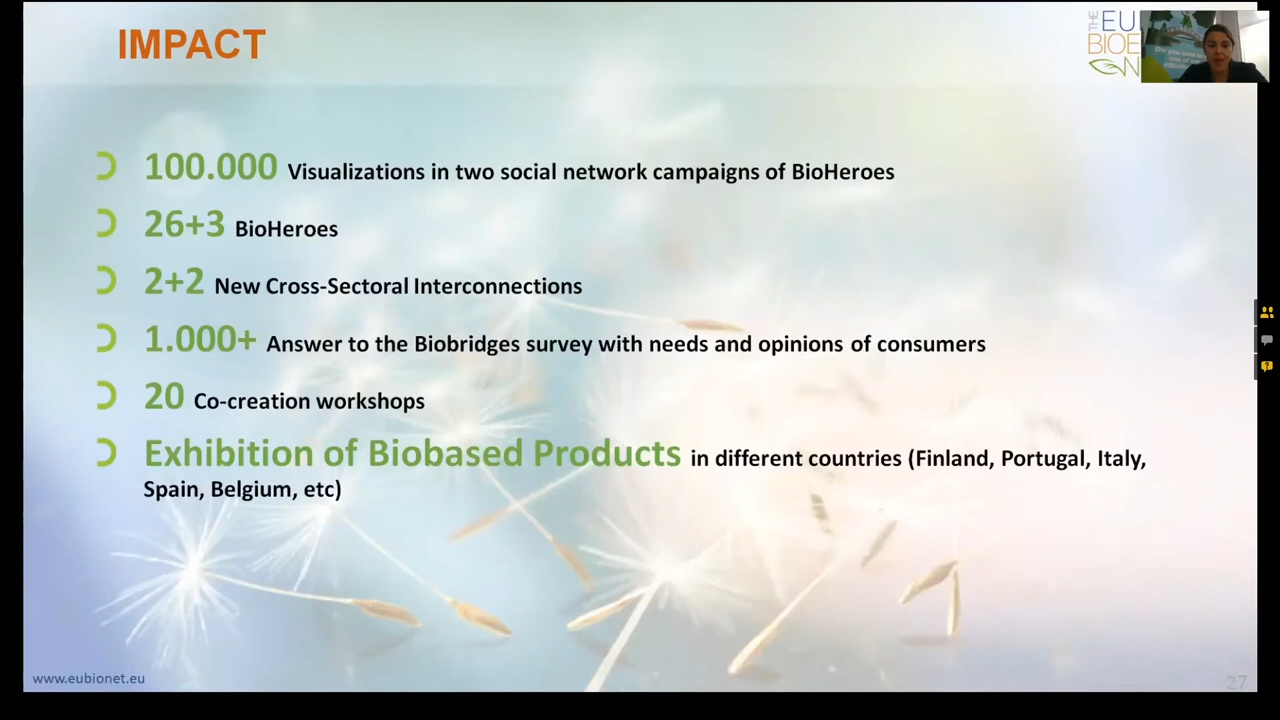 IMPACT
THE EU
BIOE
N
100.000 Visualizations in two social network campaigns of BioHeroes
26+3 BioHeroes
2+2 New Cross-Sectoral Interconnections
1.000+ Answer to the Biobridges survey with needs and opinions of consumers
20 Co-creation workshops
Exhibition of Biobased Products in different countries (Finland, Portugal, Italy,
Spain, Belgium, etc)
www.eubionet.eu
27